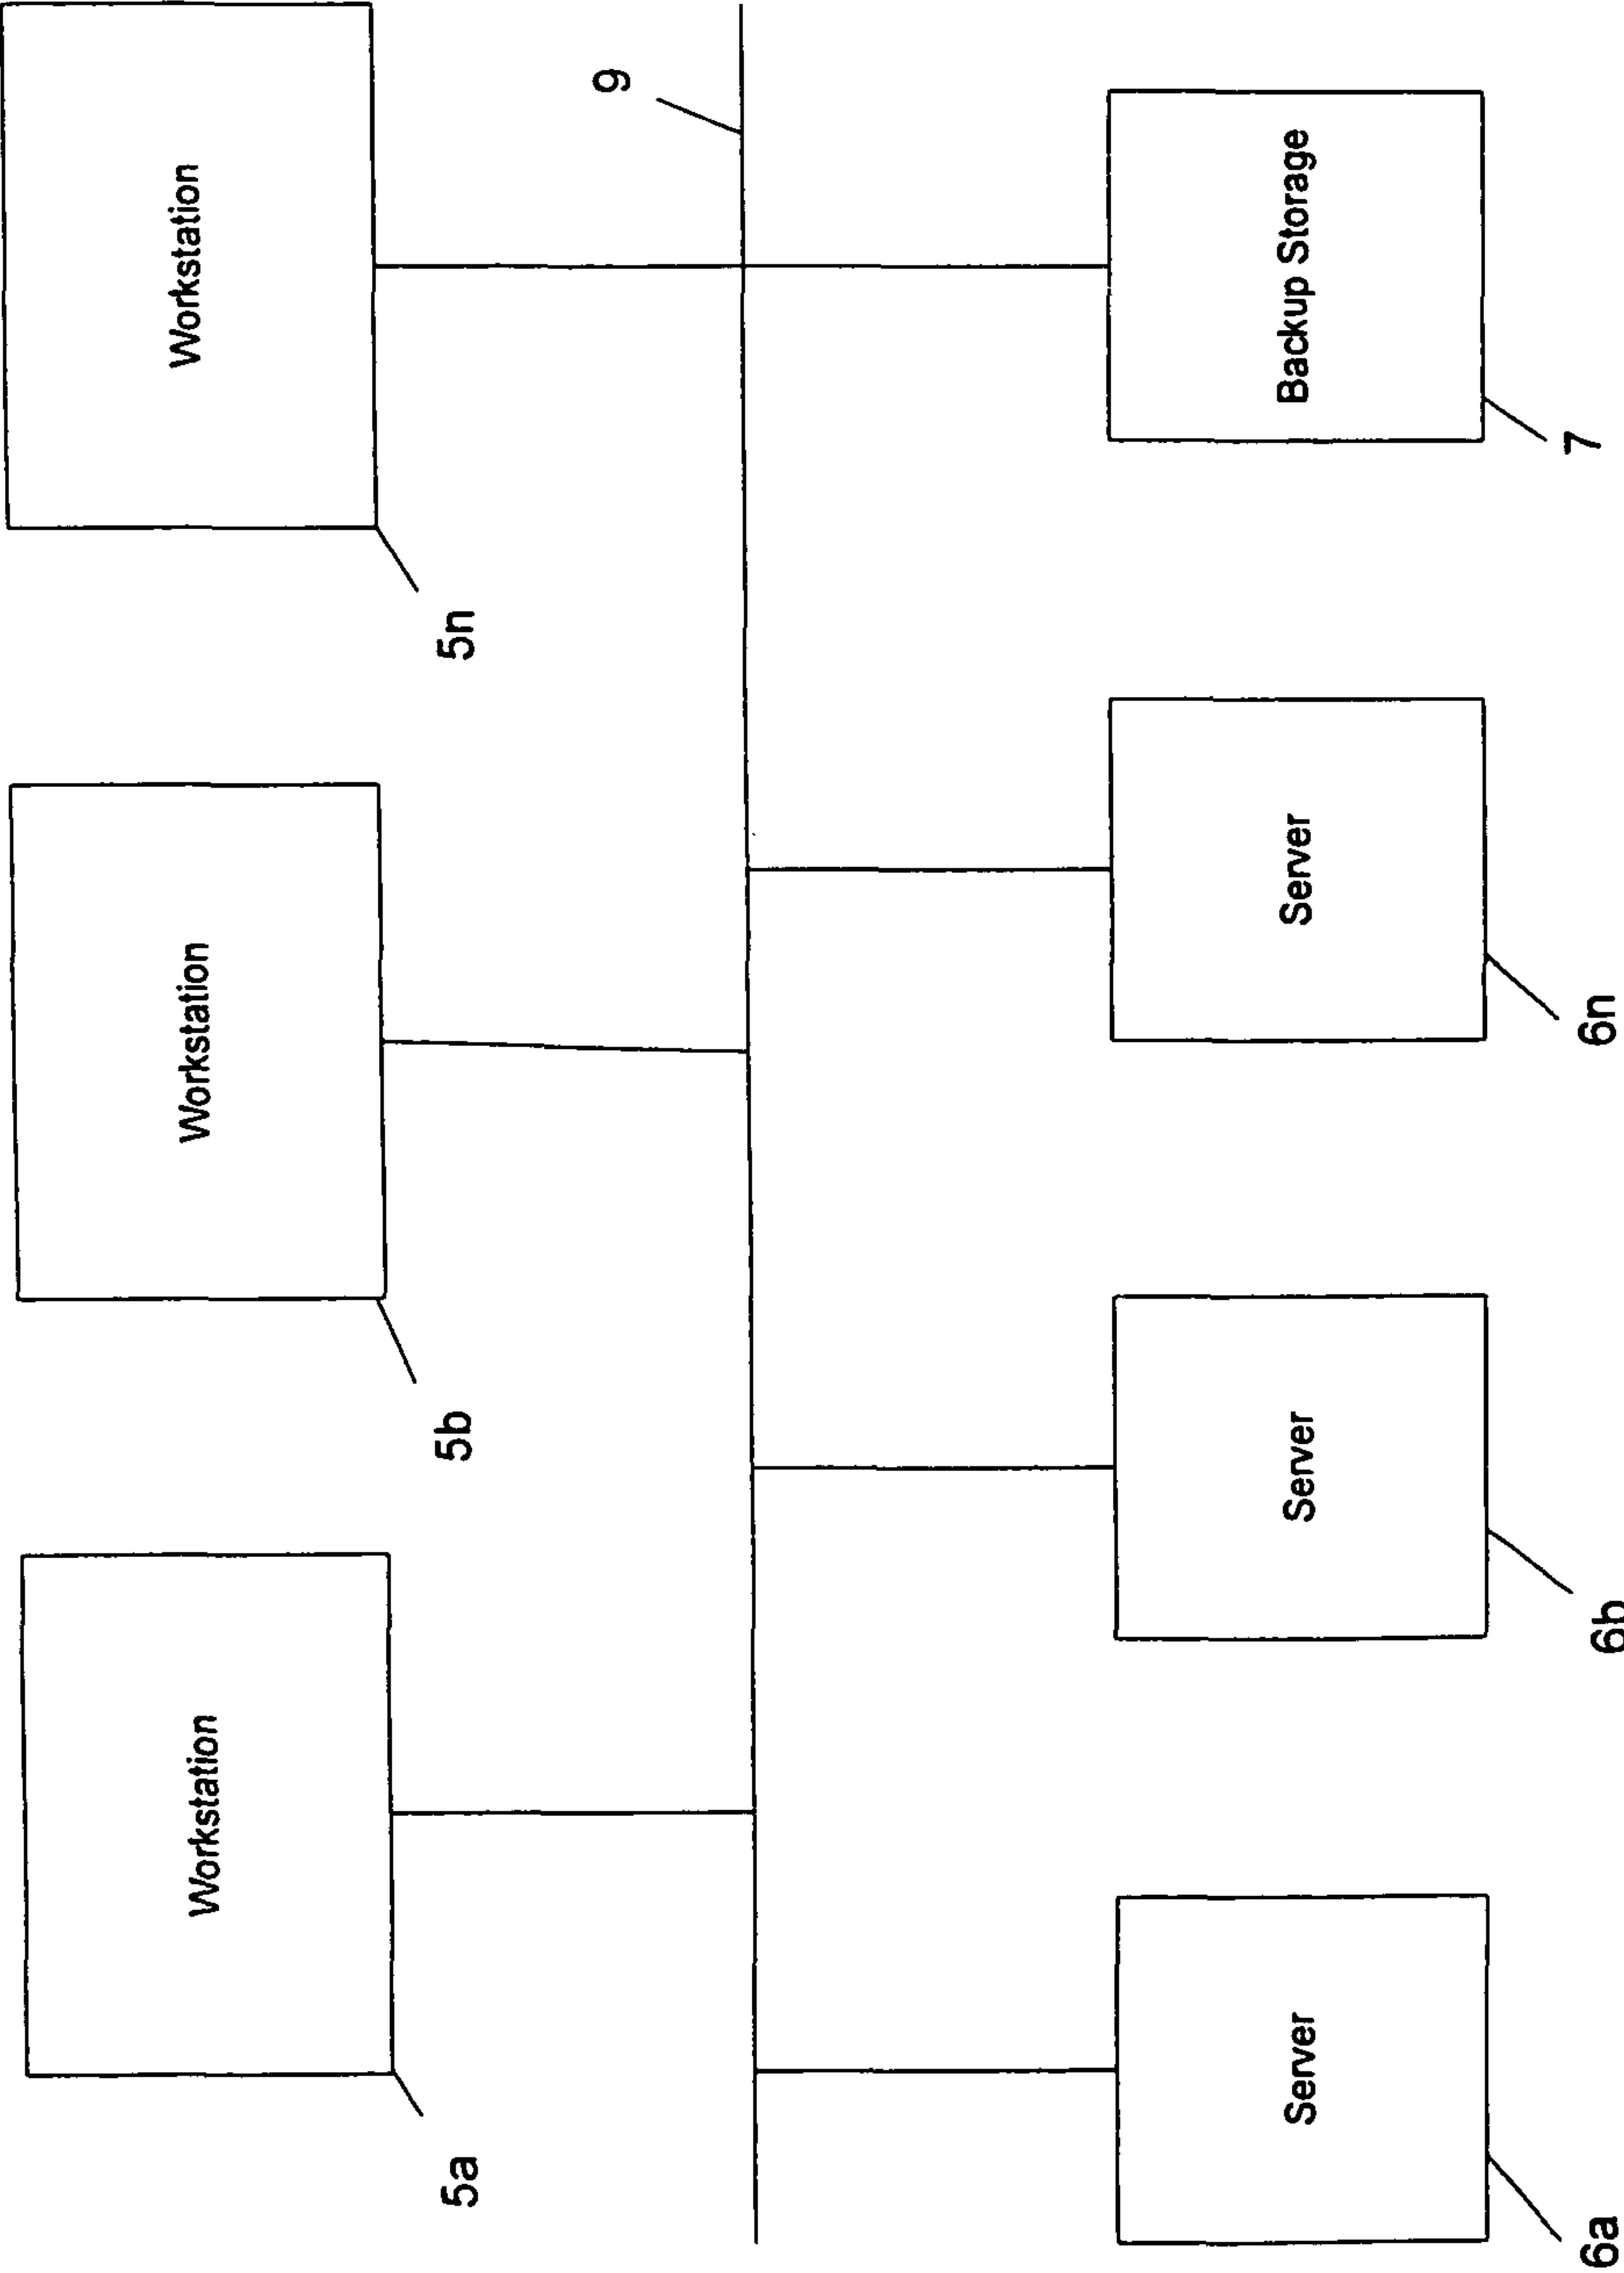 Workstation
Workstation
Workstation
5a
5b
5n
9
Server
Server
Server
Backup Storage
6a
6b
6n
7